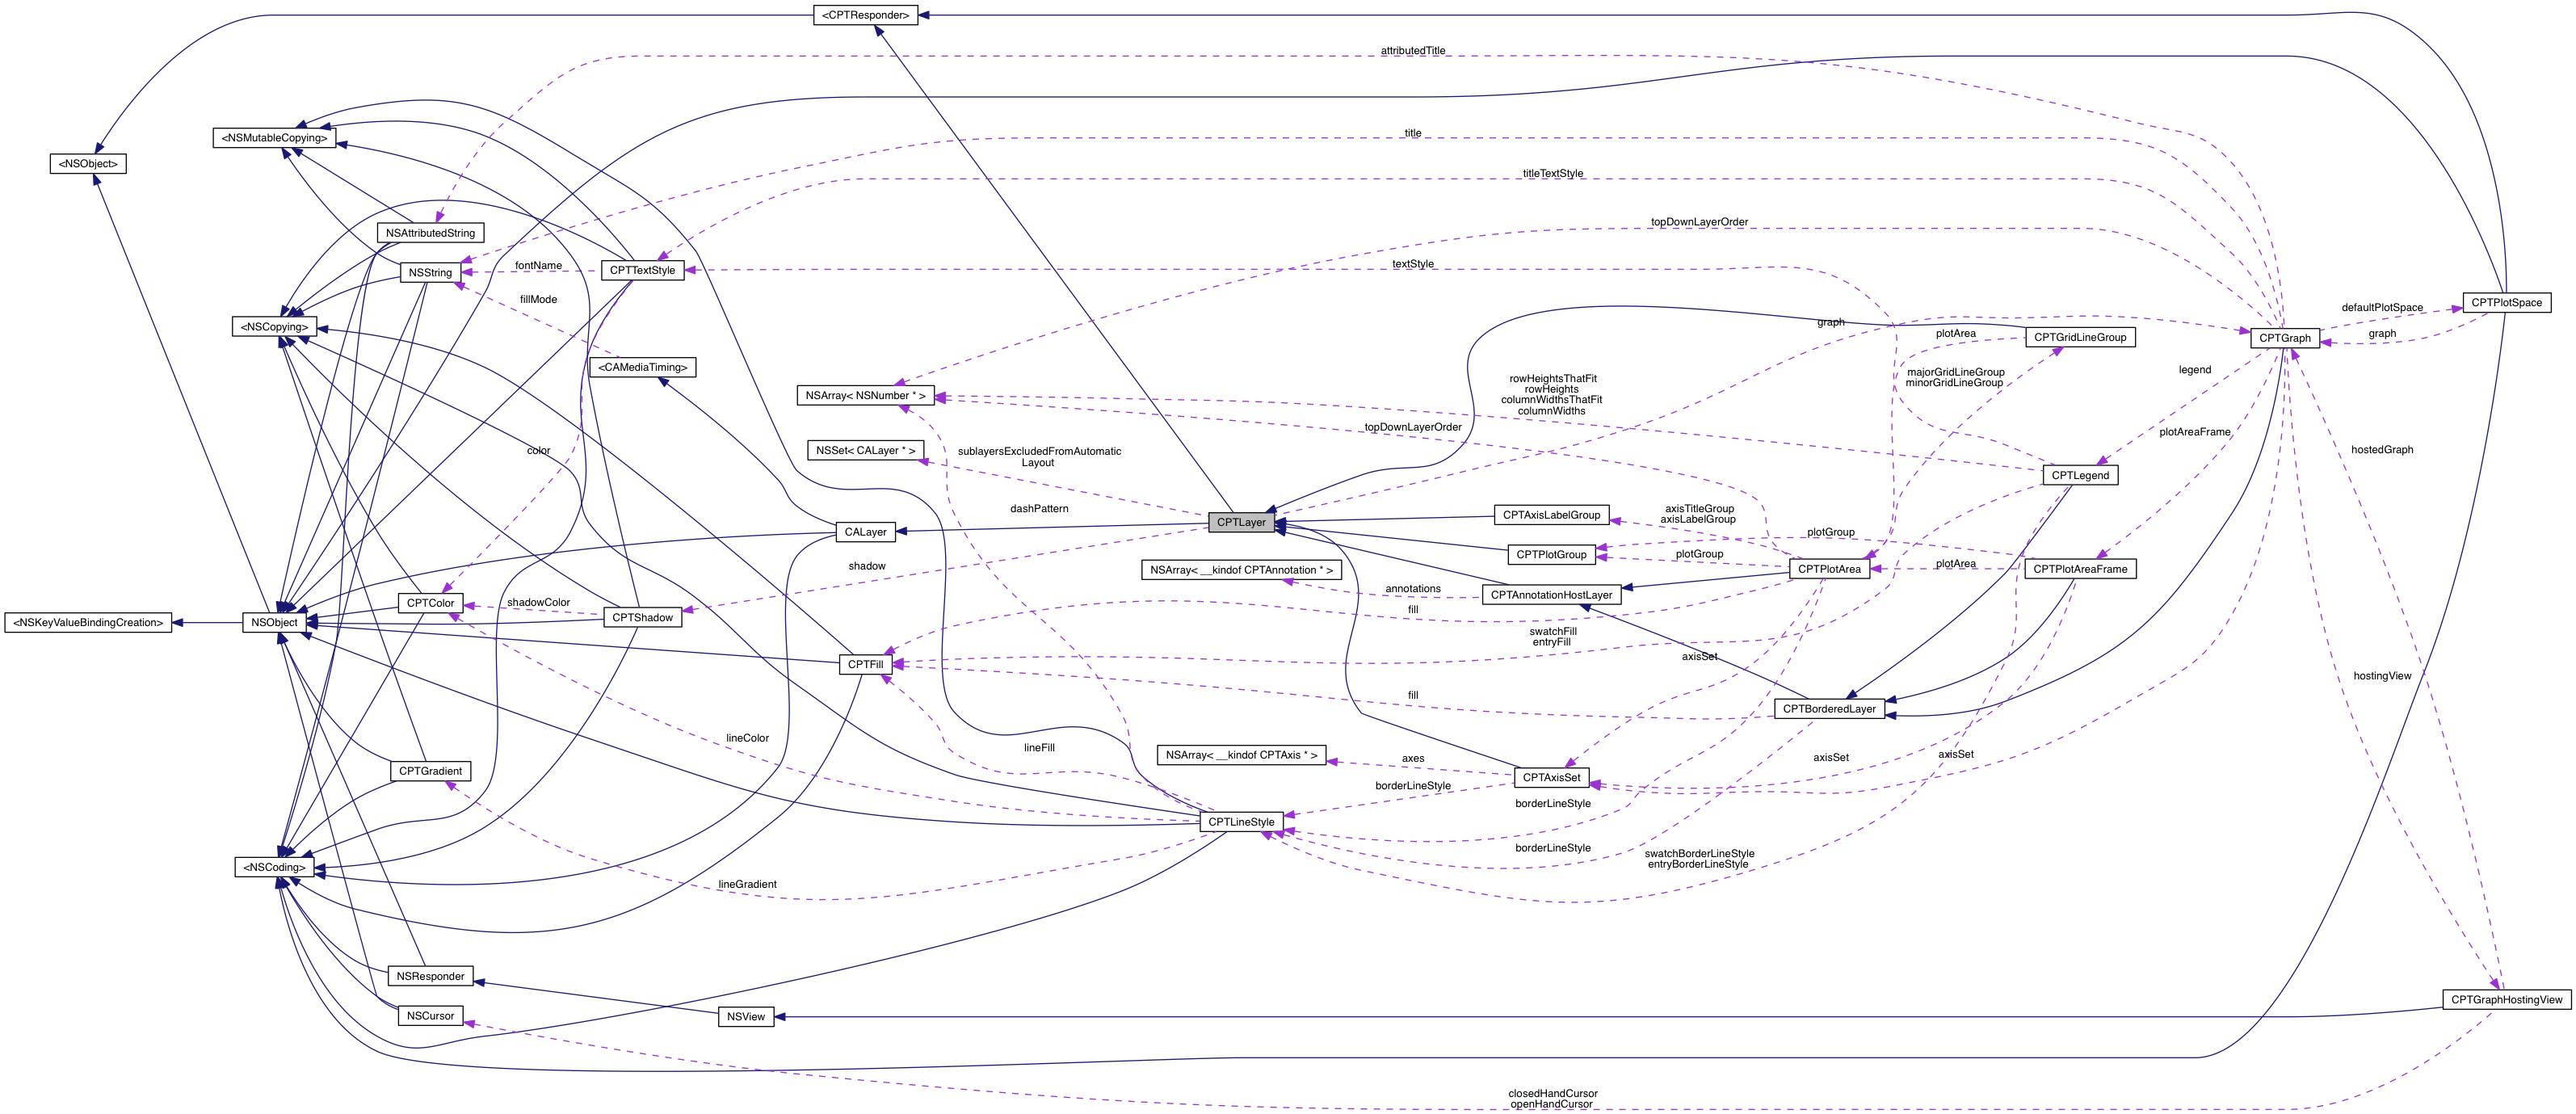 <CPTResponder>
attributedTitle
<NSMutableCopying>
title
<NSObject>
titleTextStyle
topDownLayerOrder
NSAttributedString
NSString
fontName
CPTTextStyle
textStyle
fillMode
defaultPlotSpace
CPTPlotSpace
<NSCopying>
graph
plotArea
CPTGridLineGroup
CPTGraph
graph
<CAMediaTiming>
NSArray< NSNumber * >
rowHeightsThatFit
rowHeights
columnWidthsThatFit
columnWidths
majorGridLineGroup
minorGridLineGroup
legend
topDownLayerOrder
plotAreaFrame
color
NSSet< CALayer * >
sublayersExcludedFromAutomatic
Layout
hostedGraph
CPTLegend
dashPattern
CALayer
CPTLayer
CPTAxisLabelGroup
axisTitleGroup
axisLabelGroup
plotGroup
CPTPlotGroup
plotGroup
shadow
NSArray< __kindof CPTAnnotation * >
CPTPlotArea
plotArea
CPTPlotAreaFrame
annotations
CPTAnnotationHostLayer
CPTColor
shadowColor
CPTShadow
fill
<NSKeyValueBindingCreation>
NSObject
swatchFill
entryFill
CPTFill
axisSet
hostingView
fill
CPTBorderedLayer
lineColor
lineFill
NSArray< __kindof CPTAxis * >
axes
axisSet
axisSet
CPTGradient
CPTAxisSet
borderLineStyle
borderLineStyle
CPTLineStyle
borderLineStyle
swatchBorderLineStyle
entryBorderLineStyle
<NSCoding>
lineGradient
NSResponder
CPTGraphHostingView
NSCursor
NSView
closedHandCursor
openHandCursor